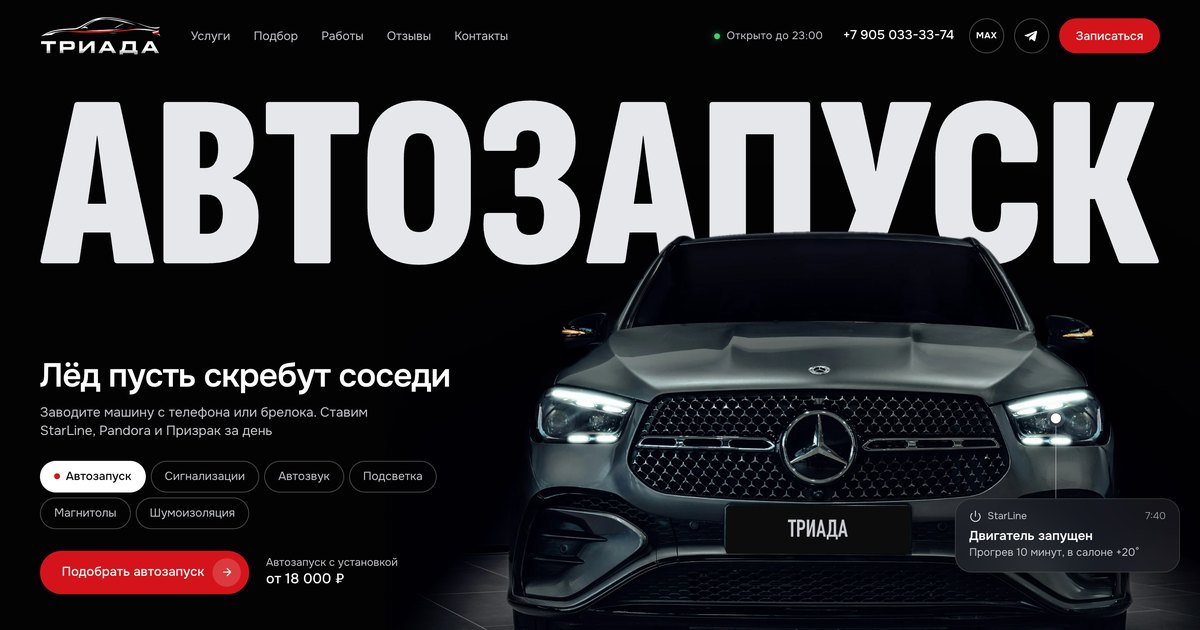 ТРИАДА
Услуги
Подбор
Работы
Отзывы
Контакты
Открыто до 23:00
+7 905 033-33-74
MAX
Записаться
АВТОЗАПУСК
Лёд пусть скребут соседи
Заводите машину с телефона или брелока. Ставим
StarLine, Pandora и Призрак за день
Автозапуск
Сигнализации
Автозвук
Подсветка
Магнитолы
Шумоизоляция
Подобрать автозапуск
Автозапуск с установкой
от 18 000 ₽
ТРИАДА
StarLine
7:40
Двигатель запущен
Прогрев 10 минут, в салоне +20°